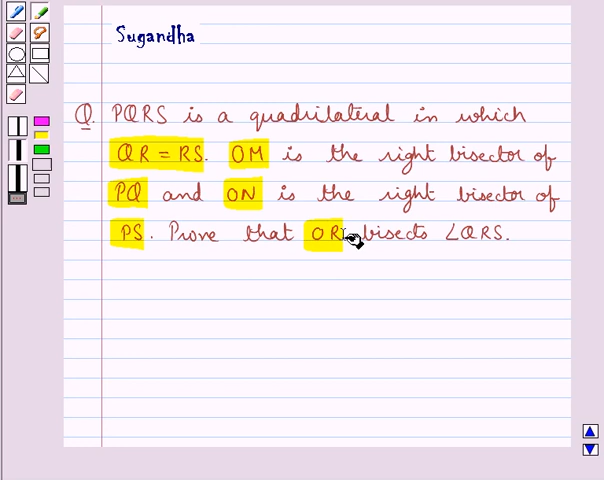 Sugandha
Q. PQRS is a quadrilateral in which
QR = RS. OM is the right bisector of
PQ and ON is the right bisector of
PS. Prove that OR bisects ∠QRS.